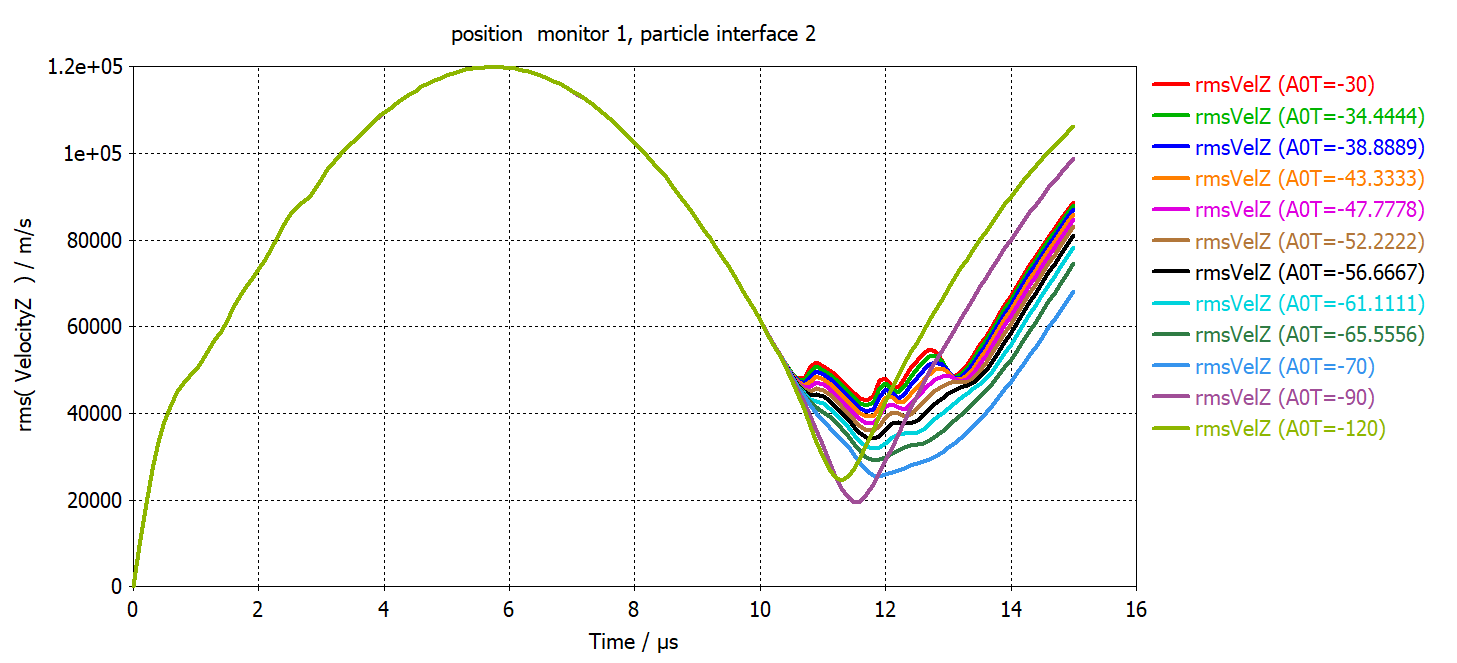 position monitor 1, particle interface 2
rms( VelocityZ ) / m/s
1.2e+05
1e+05
80000
60000
40000
20000
0
0 2 4 6 8 10 12 14 16
Time / µs
rmsVelZ (A0T=-30)
rmsVelZ (A0T=-34.4444)
rmsVelZ (A0T=-38.8889)
rmsVelZ (A0T=-43.3333)
rmsVelZ (A0T=-47.7778)
rmsVelZ (A0T=-52.2222)
rmsVelZ (A0T=-56.6667)
rmsVelZ (A0T=-61.1111)
rmsVelZ (A0T=-65.5556)
rmsVelZ (A0T=-70)
rmsVelZ (A0T=-90)
rmsVelZ (A0T=-120)